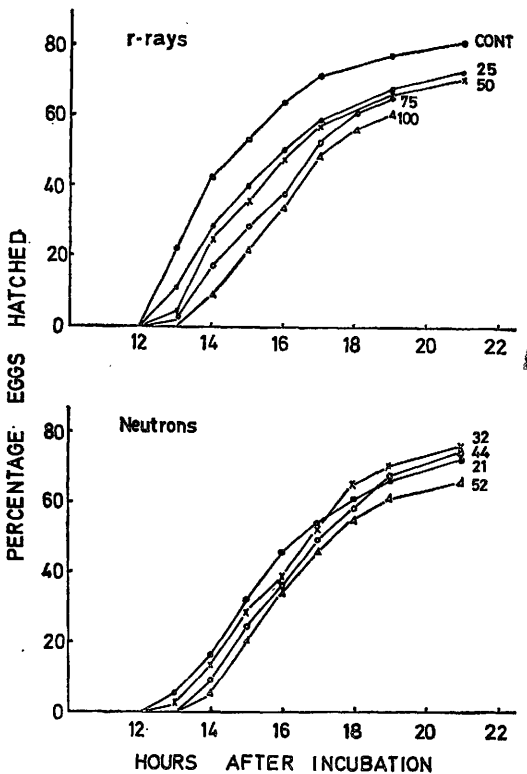 r-rays
80
60
40
20
0
CONT
25
50
75
100
12 14 16 18 20 22
PERCENTAGE EGGS HATCHED
Neutrons
80
60
40
20
0
32
44
21
52
12 14 16 18 20 22
HOURS AFTER INCUBATION